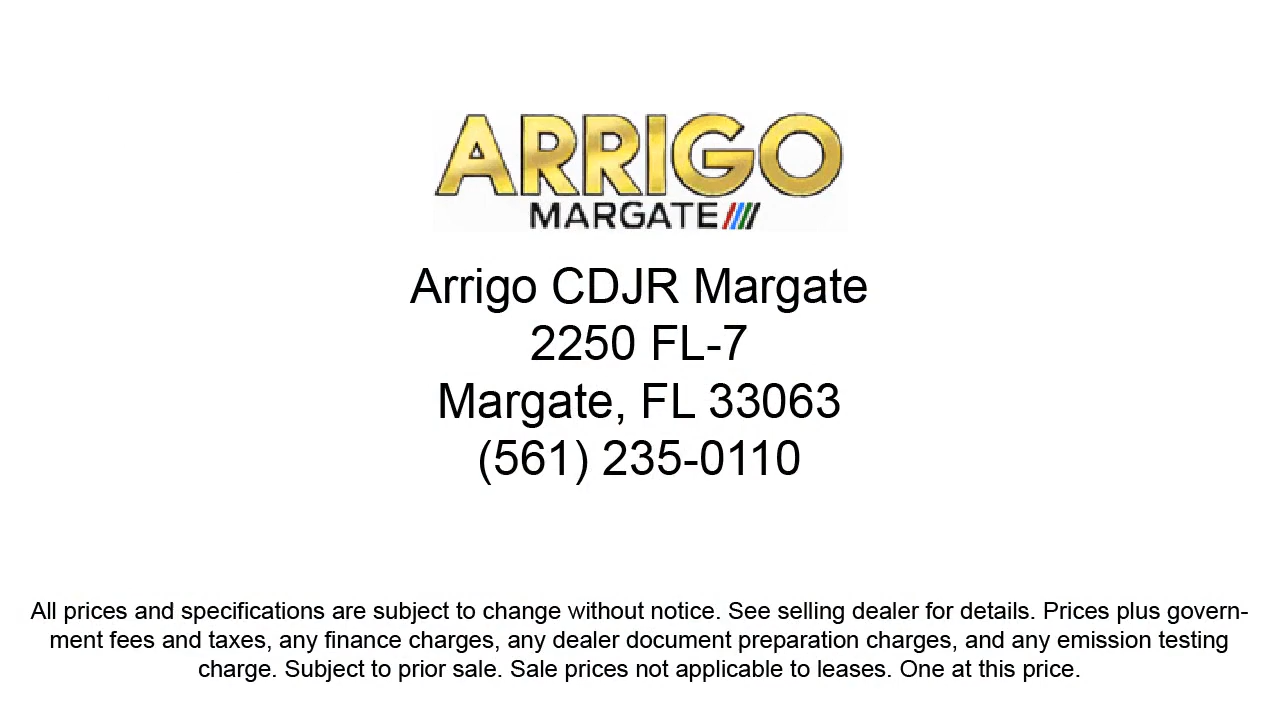 ARRIGO
MARGATE
Arrigo CDJR Margate
2250 FL-7
Margate, FL 33063
(561) 235-0110
All prices and specifications are subject to change without notice. See selling dealer for details. Prices plus govern-
ment fees and taxes, any finance charges, any dealer document preparation charges, and any emission testing
charge. Subject to prior sale. Sale prices not applicable to leases. One at this price.